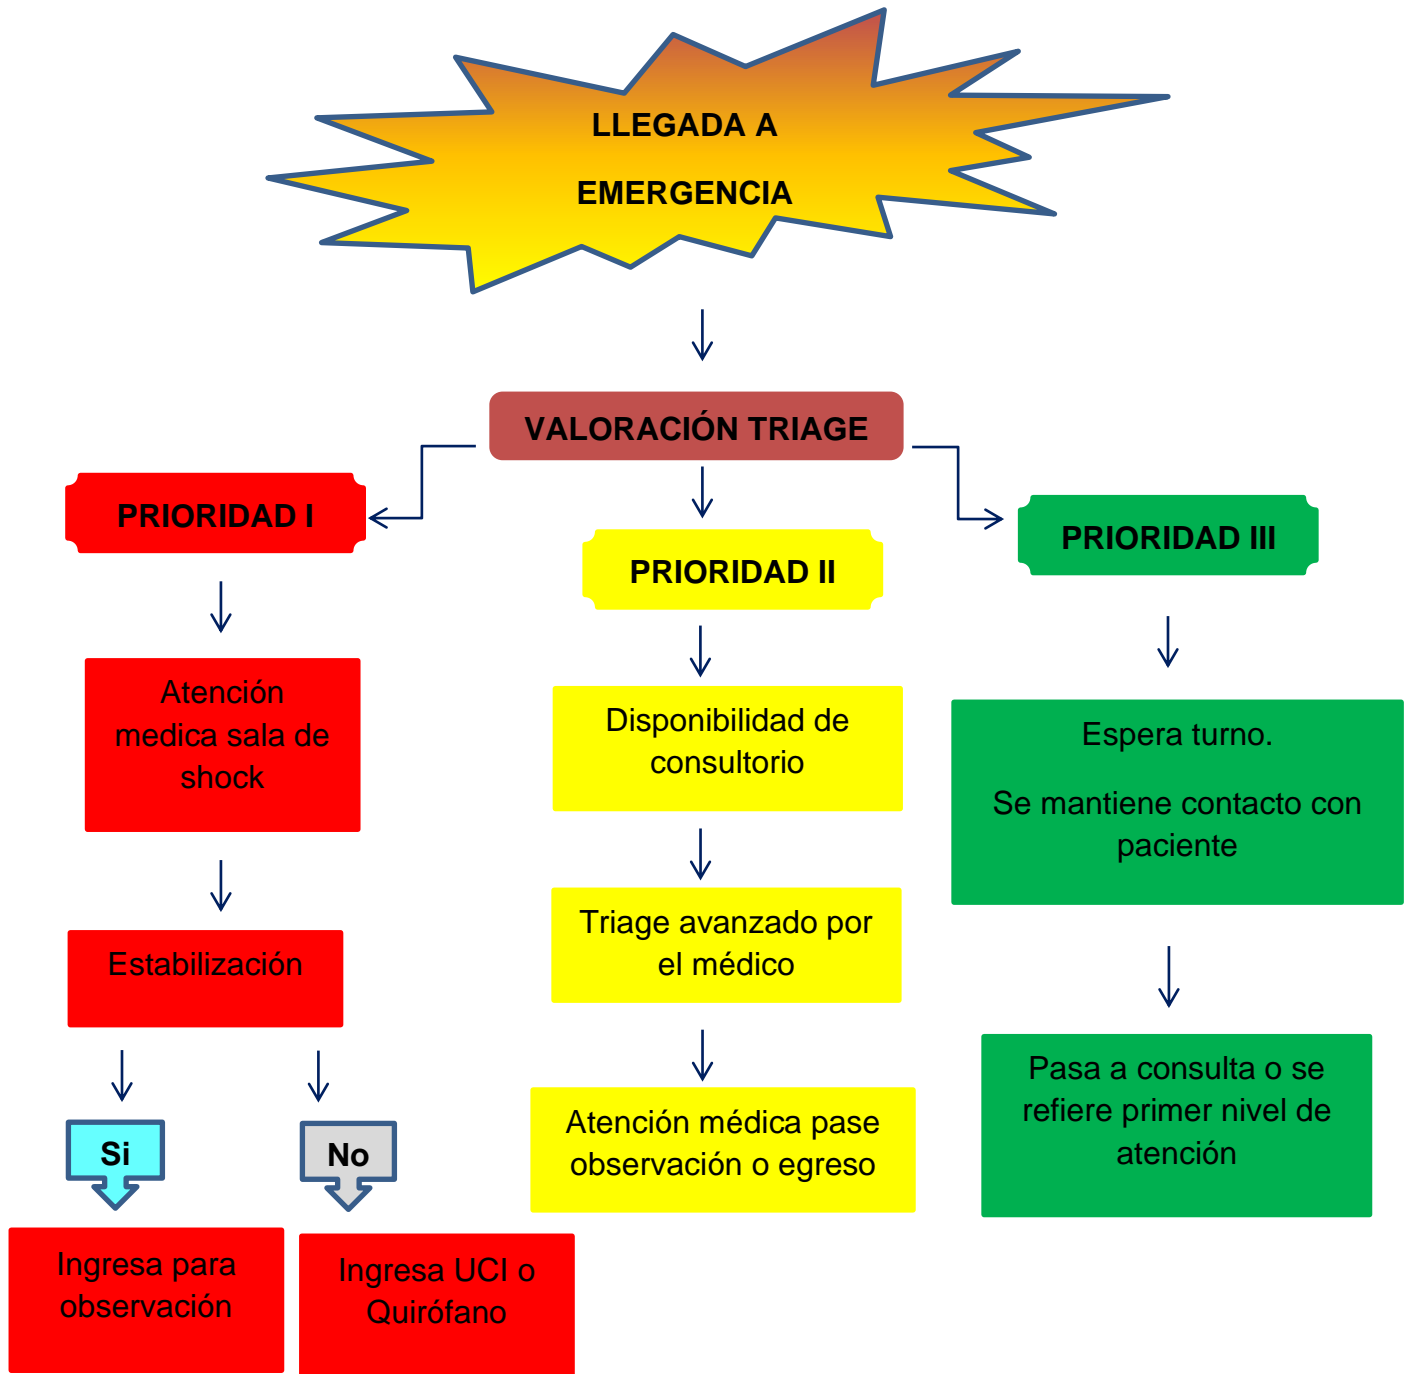 LLEGADA A
EMERGENCIA
VALORACIÓN TRIAGE
PRIORIDAD I
Atención
medica sala de
shock
Estabilización
Si
No
Ingresa para
observación
Ingresa UCI o
Quirófano
PRIORIDAD II
Disponibilidad de
consultorio
Triage avanzado por
el médico
Atención médica pase
observación o egreso
PRIORIDAD III
Espera turno.
Se mantiene contacto con
paciente
Pasa a consulta o se
refiere primer nivel de
atención